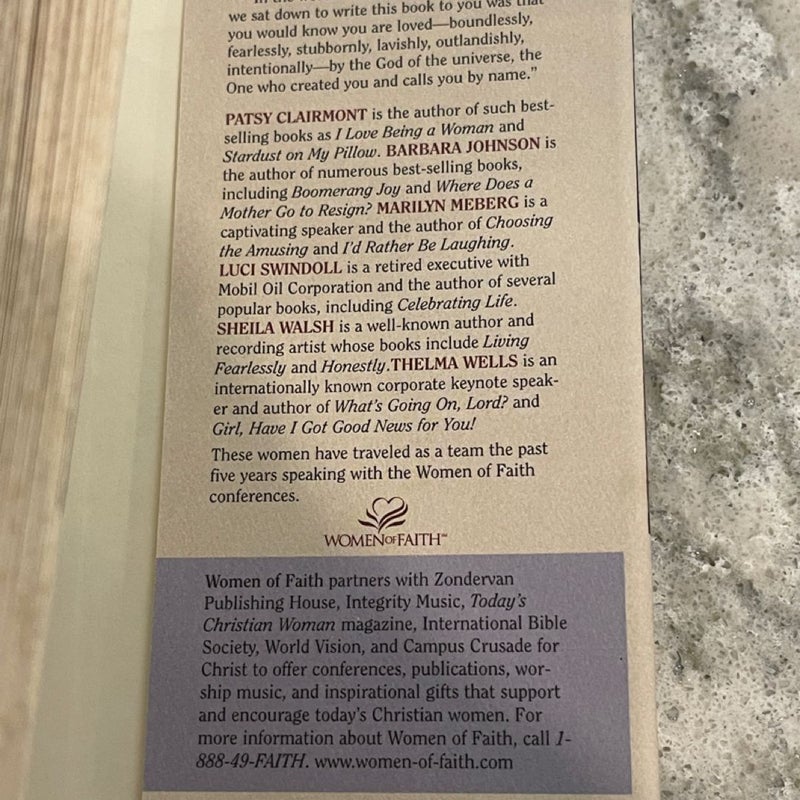 we sat down to write this book to you was that
you would know you are loved—boundlessly,
fearlessly, stubbornly, lavishly, outlandishly,
intentionally—by the God of the universe, the
One who created you and calls you by name.”
PATSY CLAIRMONT is the author of such best-
selling books as I Love Being a Woman and
Stardust on My Pillow. BARBARA JOHNSON is
the author of numerous best-selling books,
including Boomerang Joy and Where Does a
Mother Go to Resign? MARILYN MEBERG is a
captivating speaker and the author of Choosing
the Amusing and I’d Rather Be Laughing.
LUCI SWINDOLL is a retired executive with
Mobil Oil Corporation and the author of several
popular books, including Celebrating Life.
SHEILA WALSH is a well-known author and
recording artist whose books include Living
Fearlessly and Honestly.THELMA WELLS is an
internationally known corporate keynote speak-
er and author of What’s Going On, Lord? and
Girl, Have I Got Good News for You!
These women have traveled as a team the past
five years speaking with the Women of Faith
conferences.
WOMEN OF FAITH™
Women of Faith partners with Zondervan
Publishing House, Integrity Music, Today’s
Christian Woman magazine, International Bible
Society, World Vision, and Campus Crusade for
Christ to offer conferences, publications, wor-
ship music, and inspirational gifts that support
and encourage today’s Christian women. For
more information about Women of Faith, call 1-
888-49-FAITH. www.women-of-faith.com